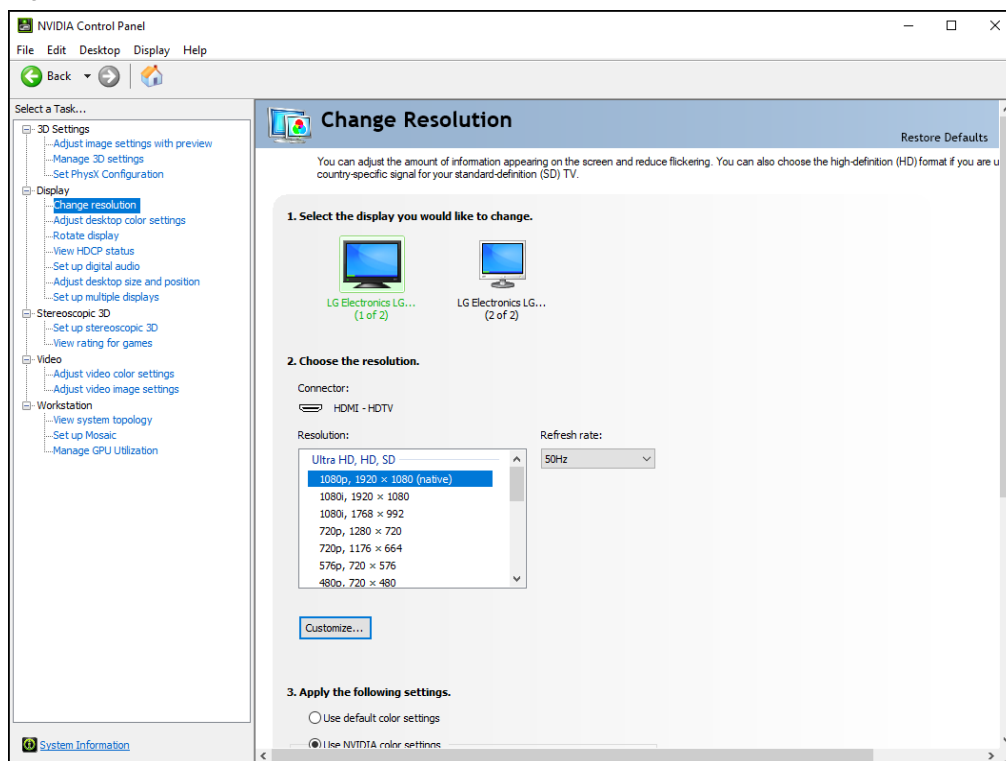 NVIDIA Control Panel
File Edit Desktop Display Help
Back
Select a Task...
3D Settings
Adjust image settings with preview
Manage 3D settings
Set PhysX Configuration
Display
Change resolution
Adjust desktop color settings
Rotate display
View HDCP status
Set up digital audio
Adjust desktop size and position
Set up multiple displays
Stereoscopic 3D
Set up stereoscopic 3D
View rating for games
Video
Adjust video color settings
Adjust video image settings
Workstation
View system topology
Set up Mosaic
Manage GPU Utilization
System Information
Change Resolution
Restore Defaults
You can adjust the amount of information appearing on the screen and reduce flickering. You can also choose the high-definition (HD) format if you are u
country-specific signal for your standard-definition (SD) TV.
1. Select the display you would like to change.
LG Electronics LG...
(1 of 2)
LG Electronics LG...
(2 of 2)
2. Choose the resolution.
Connector:
HDMI - HDTV
Resolution:
Refresh rate:
Ultra HD, HD, SD
50Hz
1080p, 1920 × 1080 (native)
1080i, 1920 × 1080
1080i, 1768 × 992
720p, 1280 × 720
720p, 1176 × 664
576p, 720 × 576
480p, 720 × 480
Customize...
3. Apply the following settings.
Use default color settings
Use NVIDIA color settings